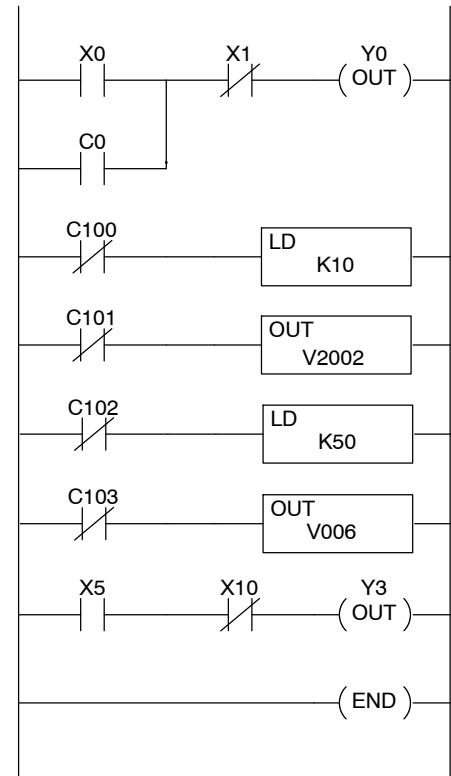 X0 X1 Y0
OUT
C0
C100
LD
K10
C101
OUT
V2002
C102
LD
K50
C103
OUT
V006
X5 X10 Y3
OUT
END